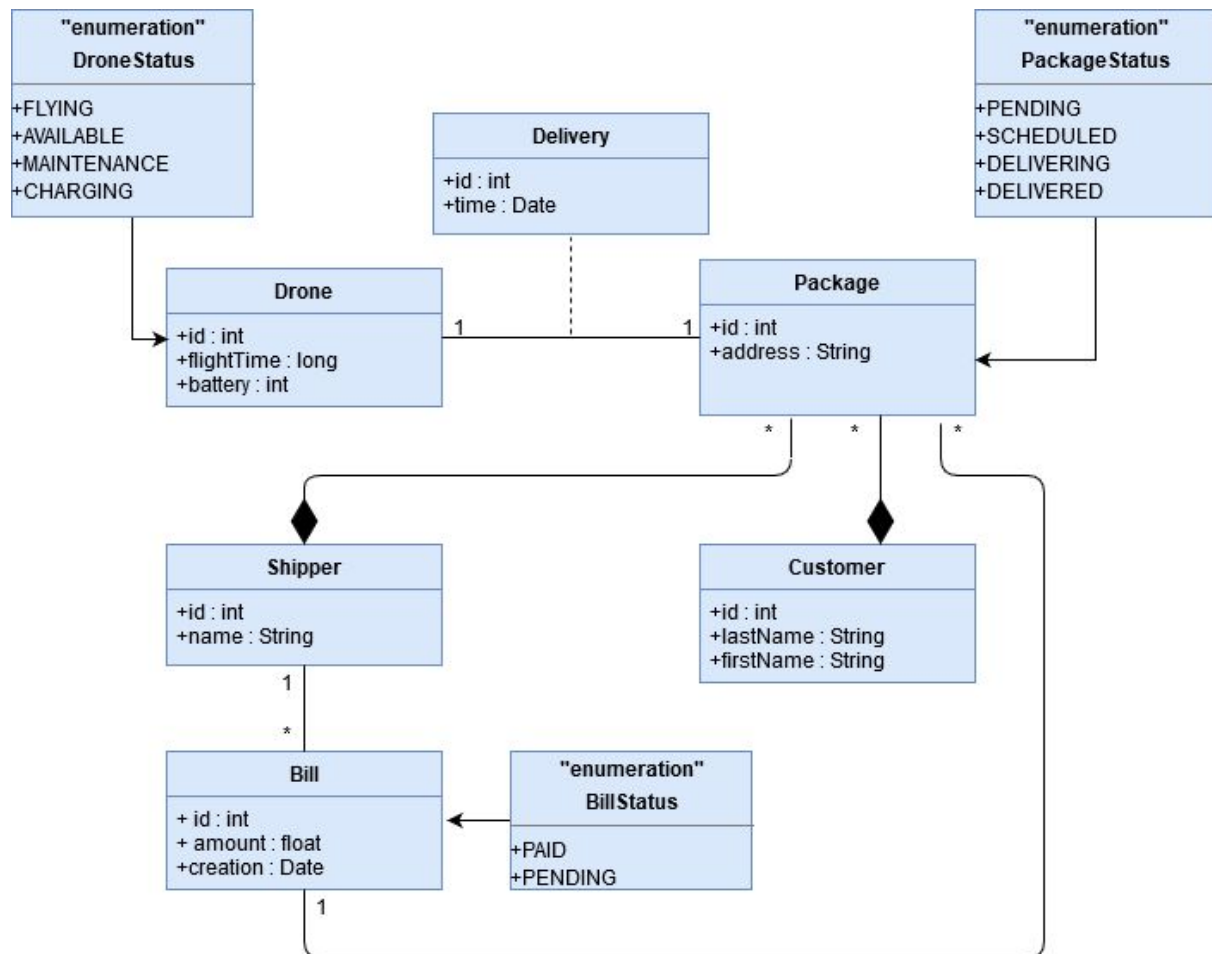 "enumeration"
DroneStatus
+FLYING
+AVAILABLE
+MAINTENANCE
+CHARGING
"enumeration"
PackageStatus
+PENDING
+SCHEDULED
+DELIVERING
+DELIVERED
Delivery
+id : int
+time : Date
Drone
+id : int
+flightTime : long
+battery : int
1
1
Package
+id : int
+address : String
*
*
*
Shipper
+id : int
+name : String
Customer
+id : int
+lastName : String
+firstName : String
1
*
Bill
+ id : int
+ amount : float
+creation : Date
"enumeration"
BillStatus
+PAID
+PENDING
1